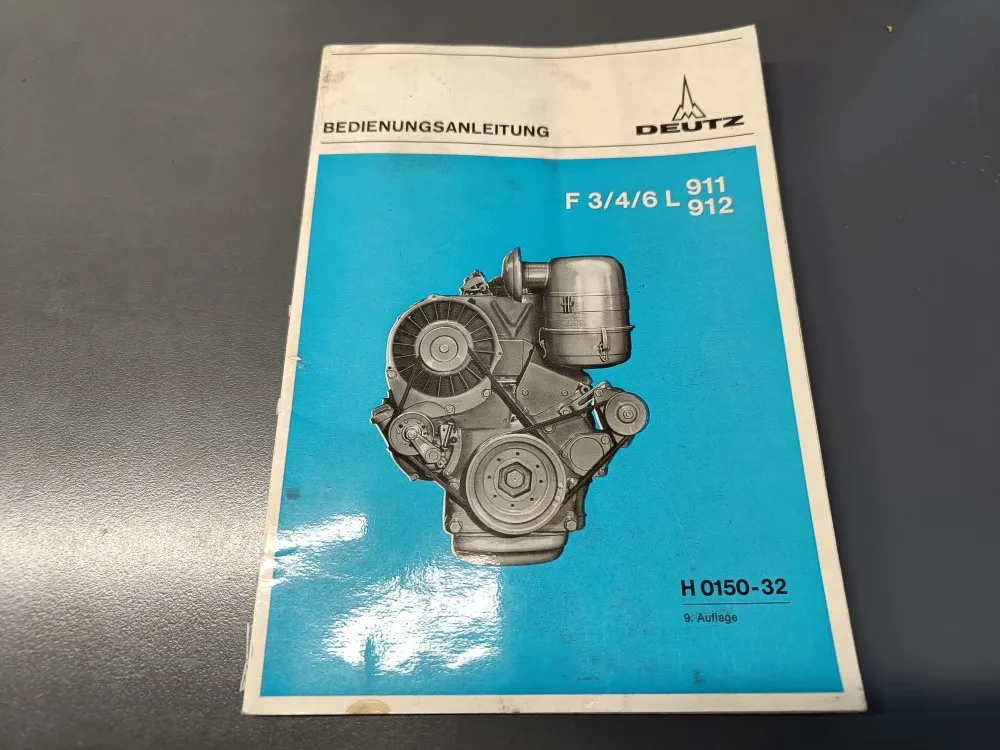 BEDIENUNGSANLEITUNG
DEUTZ
F 3/4/6 L 911
912
H 0150-32
9. Auflage